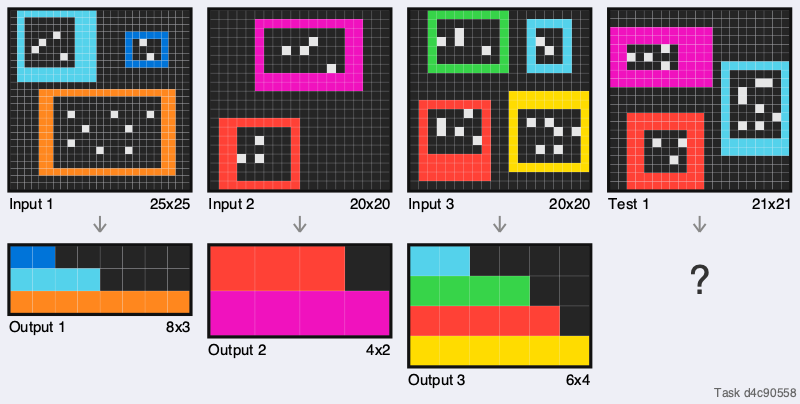 Input 1 25x25
Input 2 20x20
Input 3 20x20
Test 1 21x21
Output 1 8x3
Output 2 4x2
Output 3 6x4
?
Task d4c90558